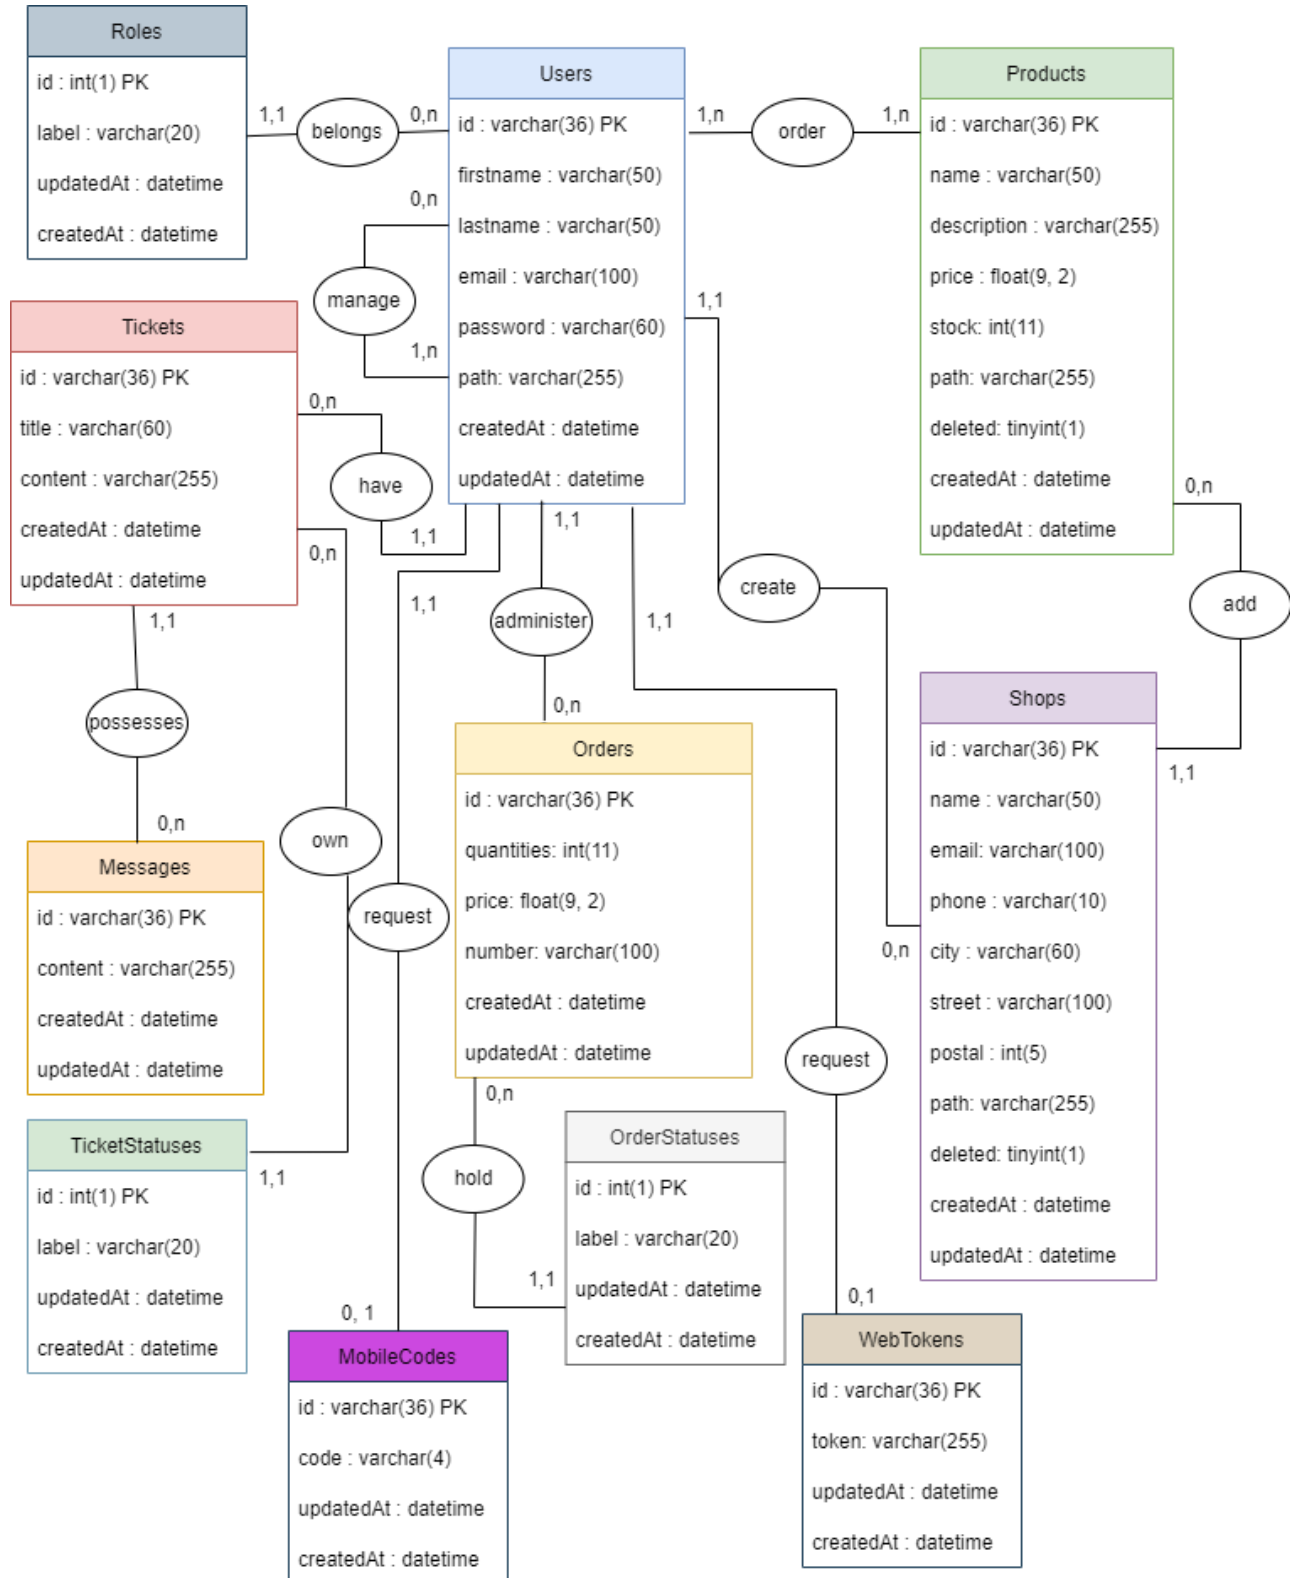 Roles
id : int(1) PK
label : varchar(20)
updatedAt : datetime
createdAt : datetime
1,1
belongs
0,n
Users
id : varchar(36) PK
firstname : varchar(50)
lastname : varchar(50)
email : varchar(100)
password : varchar(60)
path: varchar(255)
createdAt : datetime
updatedAt : datetime
1,n
order
1,n
Products
id : varchar(36) PK
name : varchar(50)
description : varchar(255)
price : float(9, 2)
stock: int(11)
path: varchar(255)
deleted: tinyint(1)
createdAt : datetime
updatedAt : datetime
0,n
manage
1,n
Tickets
id : varchar(36) PK
title : varchar(60)
content : varchar(255)
createdAt : datetime
updatedAt : datetime
0,n
have
1,1
0,n
own
1,1
1,1
possesses
0,n
Messages
id : varchar(36) PK
content : varchar(255)
createdAt : datetime
updatedAt : datetime
TicketStatuses
id : int(1) PK
label : varchar(20)
updatedAt : datetime
createdAt : datetime
1,1
request
0, 1
MobileCodes
id : varchar(36) PK
code : varchar(4)
updatedAt : datetime
createdAt : datetime
1,1
administer
0,n
Orders
id : varchar(36) PK
quantities: int(11)
price: float(9, 2)
number: varchar(100)
createdAt : datetime
updatedAt : datetime
0,n
hold
1,1
OrderStatuses
id : int(1) PK
label : varchar(20)
updatedAt : datetime
createdAt : datetime
1,1
request
0,1
WebTokens
id : varchar(36) PK
token: varchar(255)
updatedAt : datetime
createdAt : datetime
1,1
create
0,n
0,n
add
1,1
Shops
id : varchar(36) PK
name : varchar(50)
email: varchar(100)
phone : varchar(10)
city : varchar(60)
street : varchar(100)
postal : int(5)
path: varchar(255)
deleted: tinyint(1)
createdAt : datetime
updatedAt : datetime